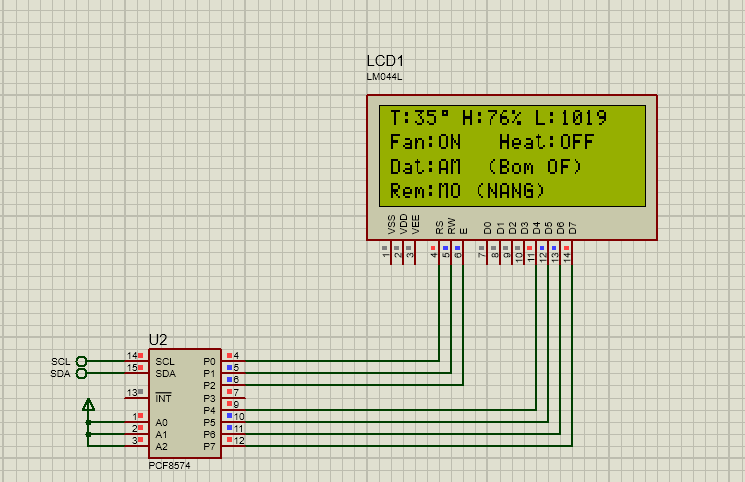 LCD1
LM044L
T:35° H:76% L:1019
Fan:ON Heat:OFF
Dat:AM (Bom OF)
Rem:MO (NANG)
VSS VDD VEE RS RW E D0 D1 D2 D3 D4 D5 D6 D7
1 2 3 4 5 6 7 8 9 10 11 12 13 14
U2
SCL 14 SCL P0 4
SDA 15 SDA P1 5
P2 6
13 INT P3 7
P4 9
1 A0 P5 10
2 A1 P6 11
3 A2 P7 12
PCF8574